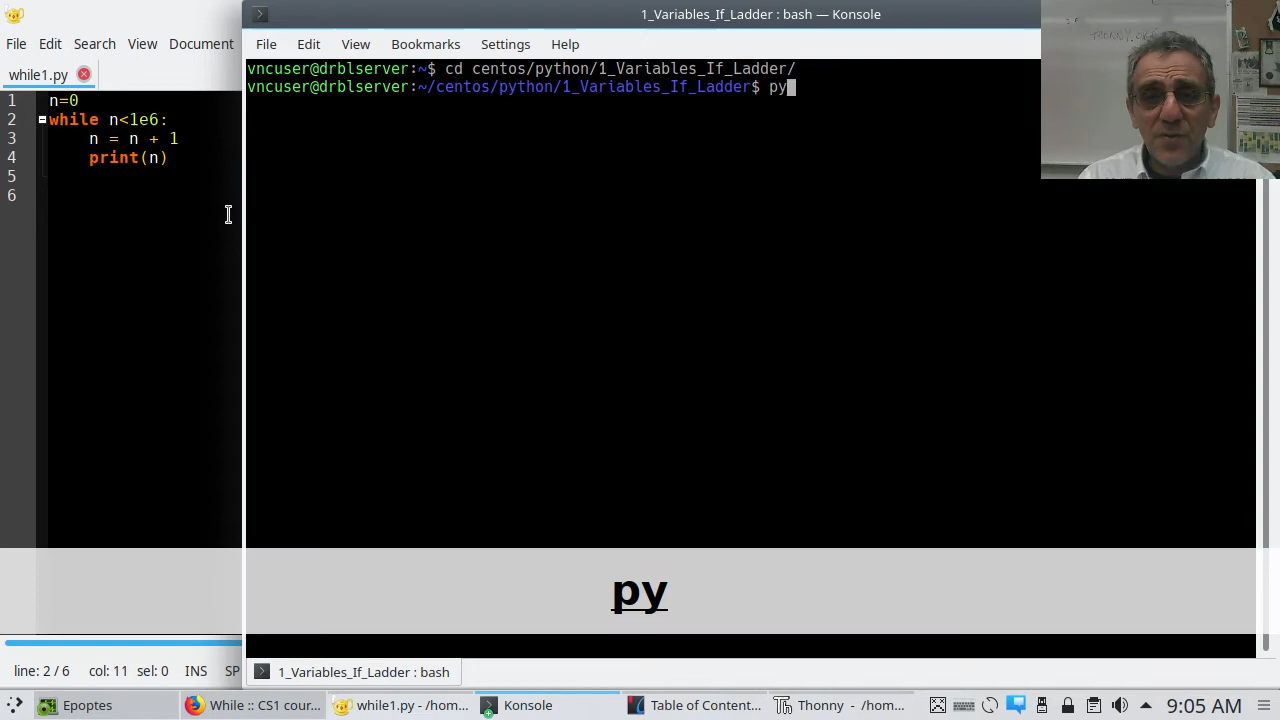 1_Variables_If_Ladder : bash — Konsole
File Edit Search View Document
File Edit View Bookmarks Settings Help
while1.py
vncuser@drblserver:~$ cd centos/python/1_Variables_If_Ladder/
vncuser@drblserver:~/centos/python/1_Variables_If_Ladder$ py
1 n=0
2 while n<1e6:
3 n = n + 1
4 print(n)
5
6
py
line: 2 / 6 col: 11 sel: 0 INS SP
1_Variables_If_Ladder : bash
Epoptes While :: CS1 cour... while1.py - /hom... Konsole Table of Content... Thonny - /hom... 9:05 AM